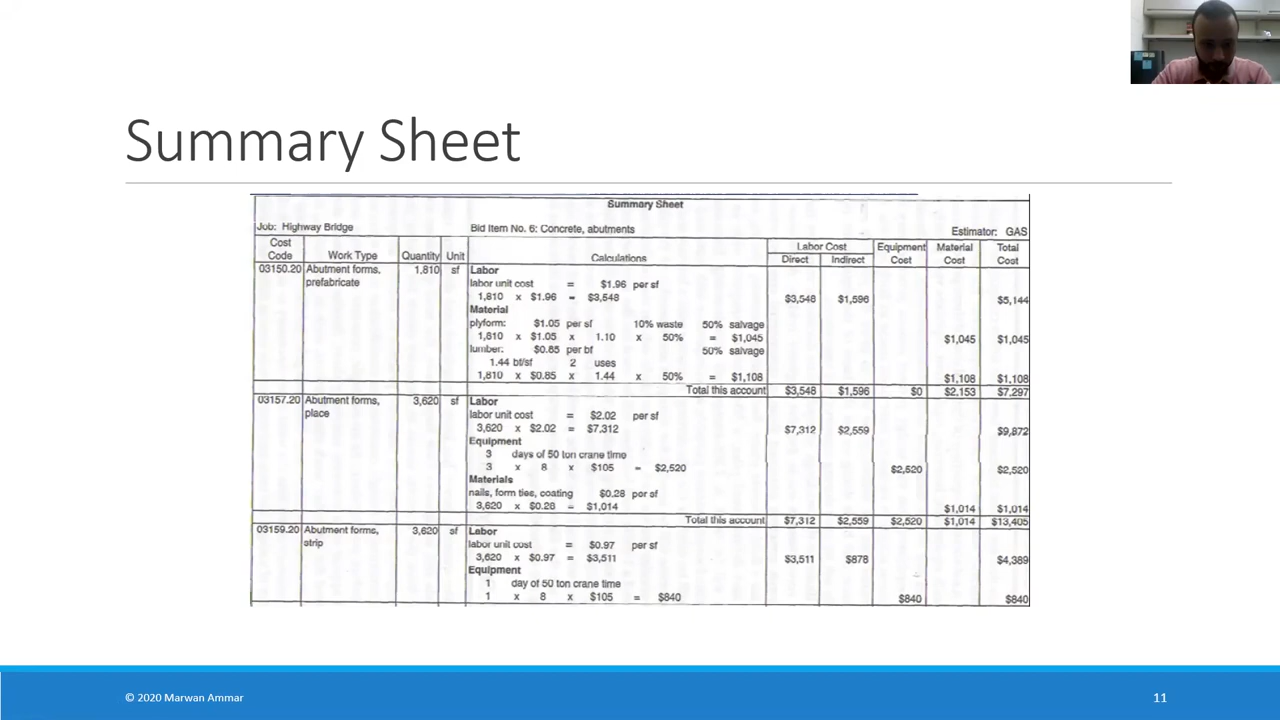 Summary Sheet
Summary Sheet
Job: Highway Bridge Bid Item No. 6: Concrete, abutments Estimator: GAS
Cost Code Work Type Quantity Unit Calculations Labor Cost Direct Indirect Equipment Cost Material Cost Total Cost
03150.20 Abutment forms, 1,810 sf Labor
prefabricate labor unit cost = $1.96 per sf
1,810 x $1.96 = $3,548 $3,548 $1,596 $5,144
Material
plyform: $1.05 per sf 10% waste 50% salvage
1,810 x $1.05 x 1.10 x 50% = $1,045 $1,045 $1,045
lumber: $0.85 per bf 50% salvage
1.44 bf/sf 2 uses
1,810 x $0.85 x 1.44 x 50% = $1,108 $1,108 $1,108
Total this account $3,548 $1,596 $0 $2,153 $7,297
03157.20 Abutment forms, 3,620 sf Labor
place labor unit cost = $2.02 per sf
3,620 x $2.02 = $7,312 $7,312 $2,559 $9,872
Equipment
3 days of 50 ton crane time
3 x 8 x $105 = $2,520 $2,520 $2,520
Materials
nails, form ties, coating $0.28 per sf
3,620 x $0.28 = $1,014 $1,014 $1,014
Total this account $7,312 $2,559 $2,520 $1,014 $13,405
03159.20 Abutment forms, 3,620 sf Labor
strip labor unit cost = $0.97 per sf
3,620 x $0.97 = $3,511 $3,511 $878 $4,389
Equipment
1 day of 50 ton crane time
1 x 8 x $105 = $840 $840 $840
© 2020 Marwan Ammar 11